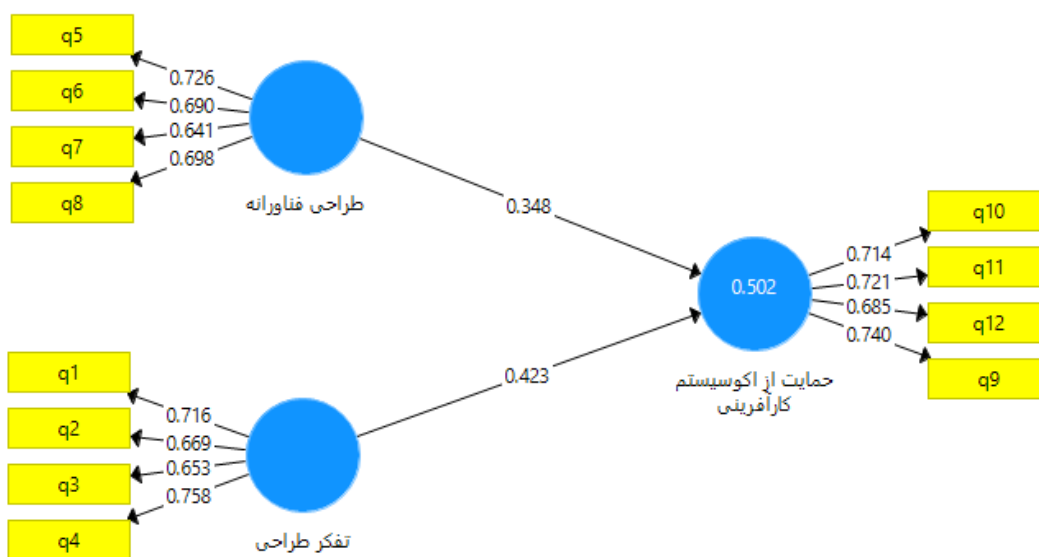 q5
q6
q7
q8
0.726
0.690
0.641
0.698
طراحی فناورانه
0.348
q1
q2
q3
q4
0.716
0.669
0.653
0.758
تفکر طراحی
0.423
0.502
حمایت از اکوسیستم
کارآفرینی
0.714
0.721
0.685
0.740
q10
q11
q12
q9